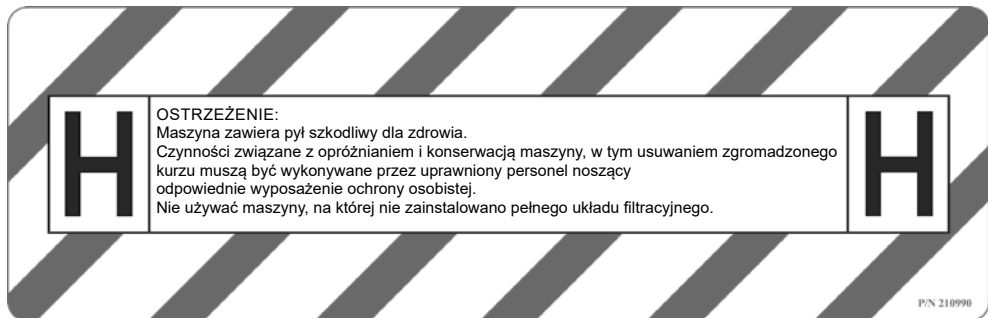 H
OSTRZEŻENIE:
Maszyna zawiera pył szkodliwy dla zdrowia.
Czynności związane z opróżnianiem i konserwacją maszyny, w tym usuwaniem zgromadzonego
kurzu muszą być wykonywane przez uprawniony personel noszący
odpowiednie wyposażenie ochrony osobistej.
Nie używać maszyny, na której nie zainstalowano pełnego układu filtracyjnego.
H
P/N 210990